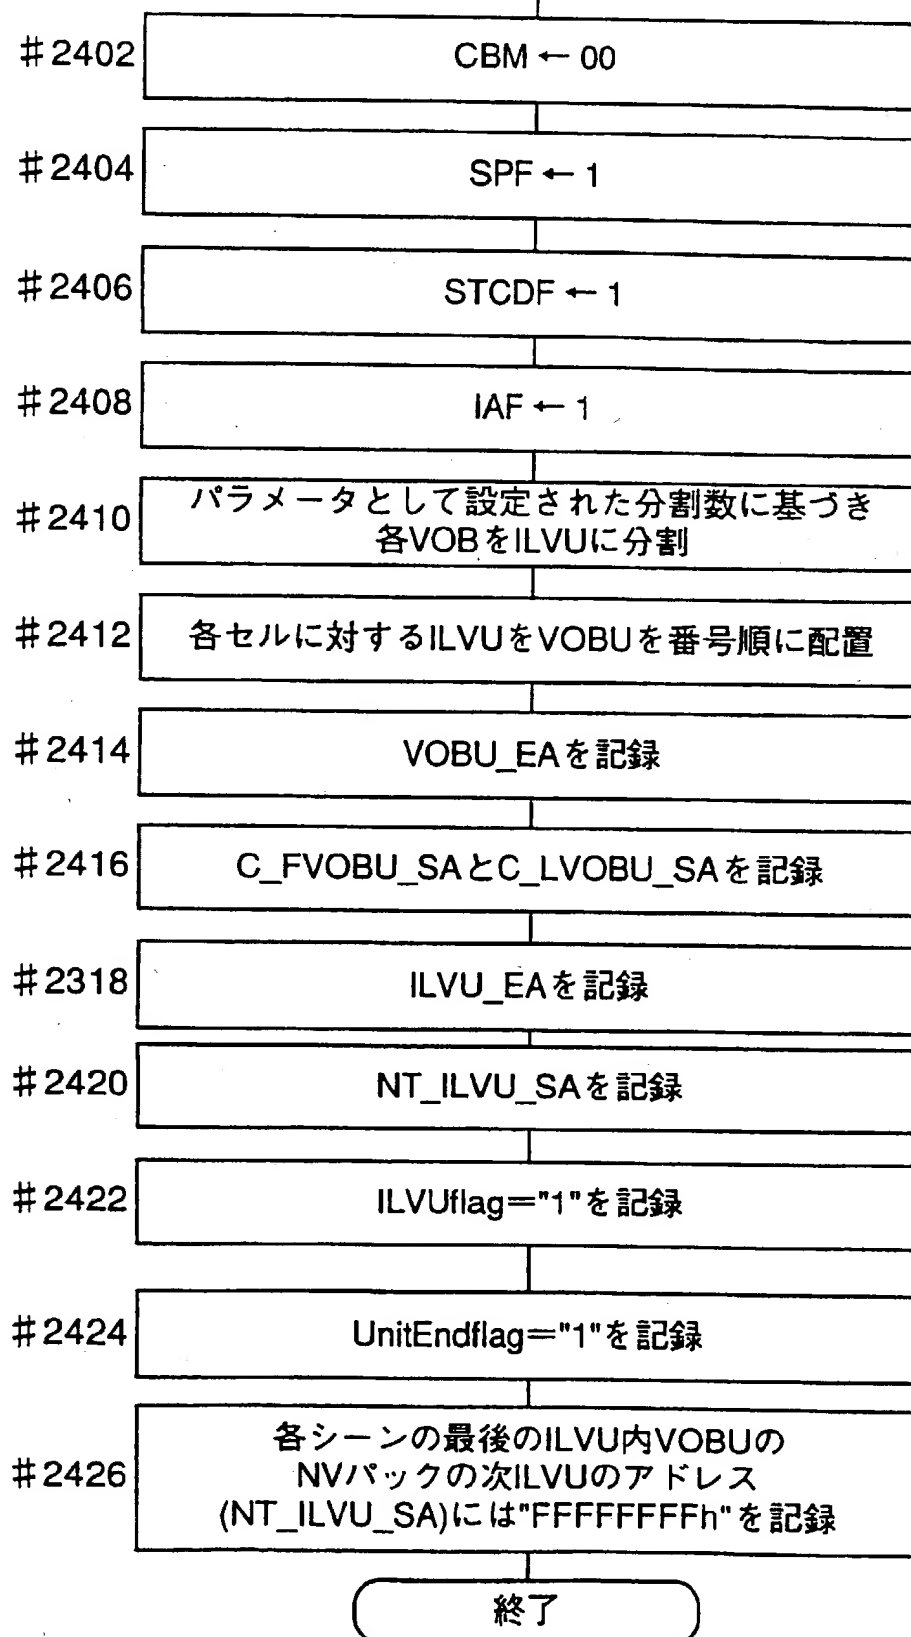 #2402 CBM ← 00
#2404 SPF ← 1
#2406 STCDF ← 1
#2408 IAF ← 1
#2410 パラメータとして設定された分割数に基づき
各VOBをILVUに分割
#2412 各セルに対するILVUをVOBUを番号順に配置
#2414 VOBU_EAを記録
#2416 C_FVOBU_SAとC_LVOBU_SAを記録
#2318 ILVU_EAを記録
#2420 NT_ILVU_SAを記録
#2422 ILVUflag="1"を記録
#2424 UnitEndflag="1"を記録
各シーンの最後のILVU内VOBUの
#2426 NVパックの次ILVUのアドレス
(NT_ILVU_SA)には"FFFFFFFFh"を記録
終了